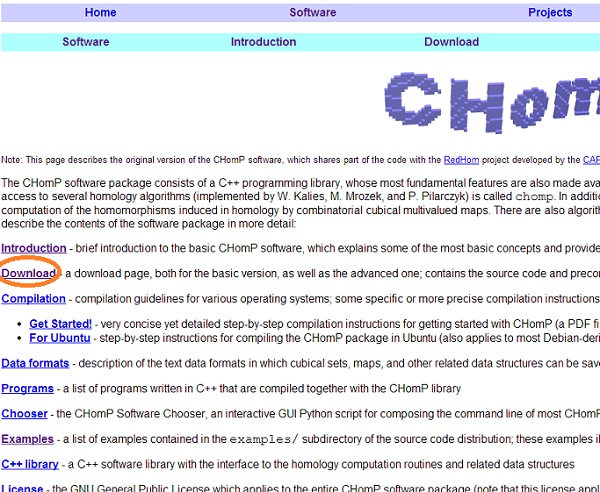 Home Software Projects
Software Introduction Download
CHom
Note: This page describes the original version of the CHomP software, which shares part of the code with the RedHom project developed by the CAP
The CHomP software package consists of a C++ programming library, whose most fundamental features are also made ava
access to several homology algorithms (implemented by W. Kalies, M. Mrozek, and P. Pilarczyk) is called chomp. In additio
computation of the homomorphisms induced in homology by combinatorial cubical multivalued maps. There are also algorit
describe the contents of the software package in more detail:
Introduction - brief introduction to the basic CHomP software, which explains some of the most basic concepts and provide
Download - a download page, both for the basic version, as well as the advanced one; contains the source code and precon
Compilation - compilation guidelines for various operating systems; some specific or more precise compilation instructions
• Get Started! - very concise yet detailed step-by-step compilation instructions for getting started with CHomP (a PDF fi
• For Ubuntu - step-by-step instructions for compiling the CHomP package in Ubuntu (also applies to most Debian-deri
Data formats - description of the text data formats in which cubical sets, maps, and other related data structures can be sav
Programs - a list of programs written in C++ that are compiled together with the CHomP library
Chooser - the CHomP Software Chooser, an interactive GUI Python script for composing the command line of most CHomP
Examples - a list of examples contained in the examples/ subdirectory of the source code distribution; these examples il
C++ library - a C++ software library with the interface to the homology computation routines and related data structures
License - the GNU General Public License which applies to the entire CHomP software package (note that this license appl